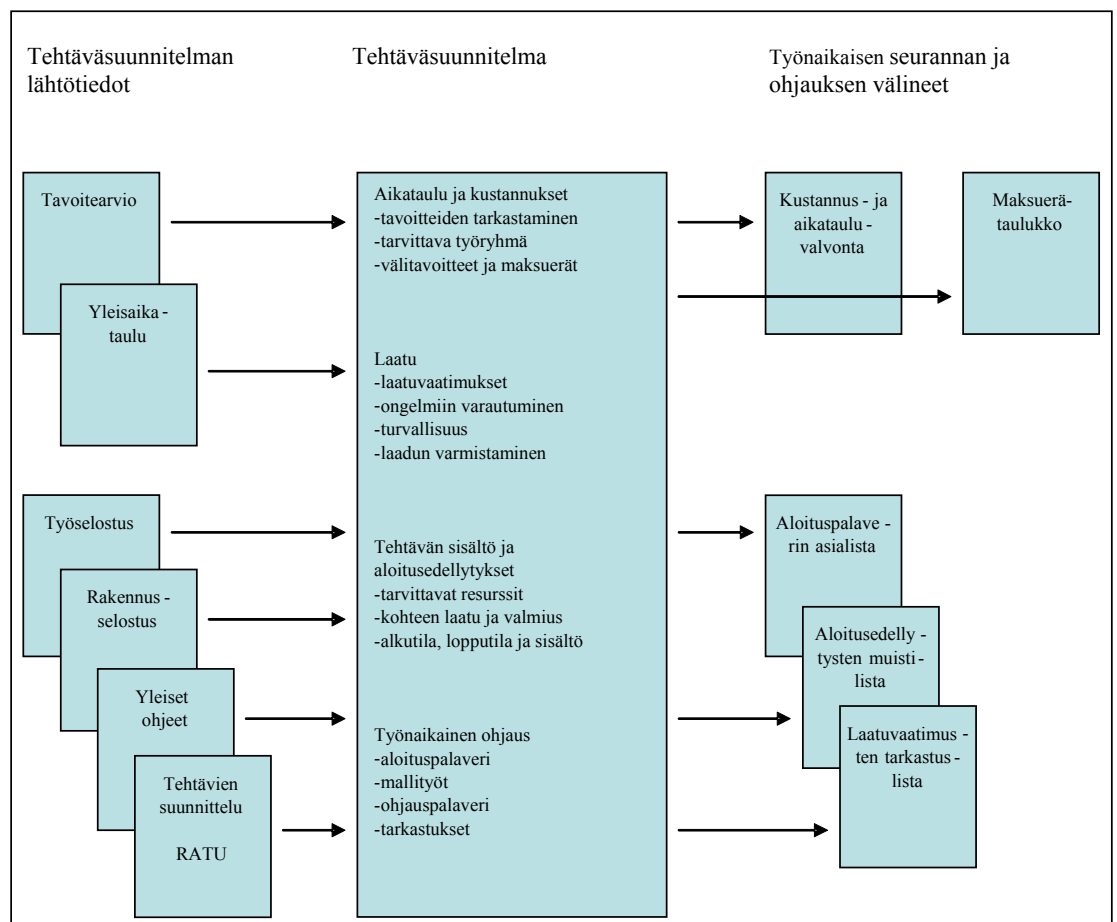 Tehtäväsuunnitelman
lähtötiedot
Tehtäväsuunnitelma
Työnaikaisen seurannan ja
ohjauksen välineet
Tavoitearvio
Yleisaika -
taulu
Työselostus
Rakennus -
selostus
Yleiset
ohjeet
Tehtävien
suunnittelu
RATU
Aikataulu ja kustannukset
-tavoitteiden tarkastaminen
-tarvittava työryhmä
-välitavoitteet ja maksuerät
Laatu
-laatuvaatimukset
-ongelmiin varautuminen
-turvallisuus
-laadun varmistaminen
Tehtävän sisältö ja
aloitusedellytykset
-tarvittavat resurssit
-kohteen laatu ja valmius
-alkutila, lopputila ja sisältö
Työnaikainen ohjaus
-aloituspalaveri
-mallityöt
-ohjauspalaveri
-tarkastukset
Kustannus - ja
aikataulu -
valvonta
Maksuerä-
taulukko
Aloituspalave -
rin asialista
Aloitusedelly -
tysten muisti-
lista
Laatuvaatimus -
ten tarkastus -
lista